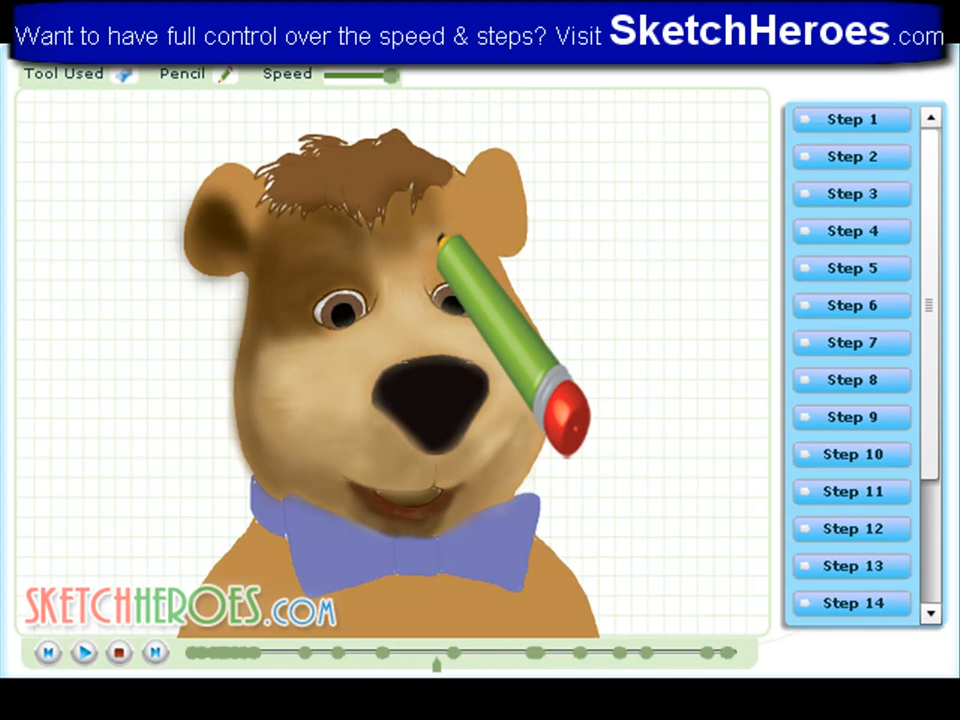 Want to have full control over the speed & steps? Visit SketchHeroes.com
Tool Used Pencil Speed
Step 1
Step 2
Step 3
Step 4
Step 5
Step 6
Step 7
Step 8
Step 9
Step 10
Step 11
Step 12
Step 13
Step 14
SKETCHHEROES.COM